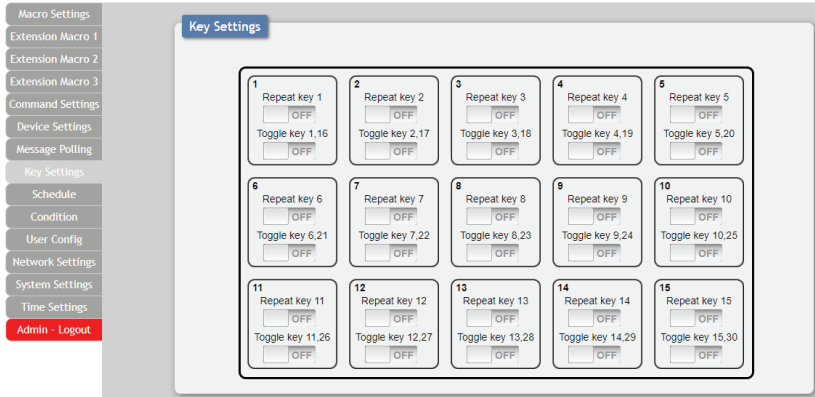 Macro Settings
Extension Macro 1
Extension Macro 2
Extension Macro 3
Command Settings
Device Settings
Message Polling
Key Settings
Schedule
Condition
User Config
Network Settings
System Settings
Time Settings
Admin - Logout
Key Settings
1
Repeat key 1
OFF
Toggle key 1,16
OFF
2
Repeat key 2
OFF
Toggle key 2,17
OFF
3
Repeat key 3
OFF
Toggle key 3,18
OFF
4
Repeat key 4
OFF
Toggle key 4,19
OFF
5
Repeat key 5
OFF
Toggle key 5,20
OFF
6
Repeat key 6
OFF
Toggle key 6,21
OFF
7
Repeat key 7
OFF
Toggle key 7,22
OFF
8
Repeat key 8
OFF
Toggle key 8,23
OFF
9
Repeat key 9
OFF
Toggle key 9,24
OFF
10
Repeat key 10
OFF
Toggle key 10,25
OFF
11
Repeat key 11
OFF
Toggle key 11,26
OFF
12
Repeat key 12
OFF
Toggle key 12,27
OFF
13
Repeat key 13
OFF
Toggle key 13,28
OFF
14
Repeat key 14
OFF
Toggle key 14,29
OFF
15
Repeat key 15
OFF
Toggle key 15,30
OFF